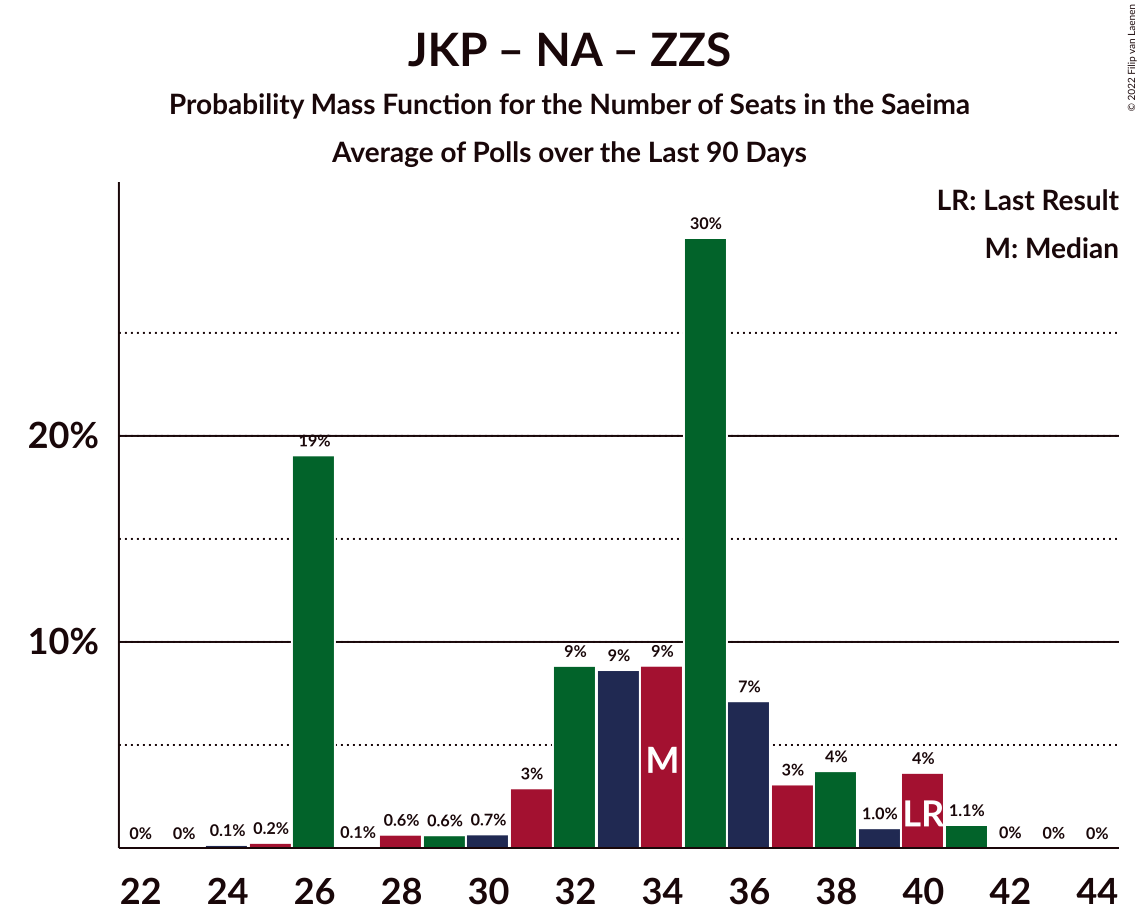 JKP – NA – ZZS
Probability Mass Function for the Number of Seats in the Saeima
Average of Polls over the Last 90 Days
© 2022 Filip van Laenen
LR: Last Result
M: Median
20%
10%
0%
0%
0.1%
0.2%
19%
0.1%
0.6%
0.6%
0.7%
3%
9%
9%
9%
30%
7%
3%
4%
1.0%
4%
1.1%
0%
0%
0%
M
LR
22 24 26 28 30 32 34 36 38 40 42 44